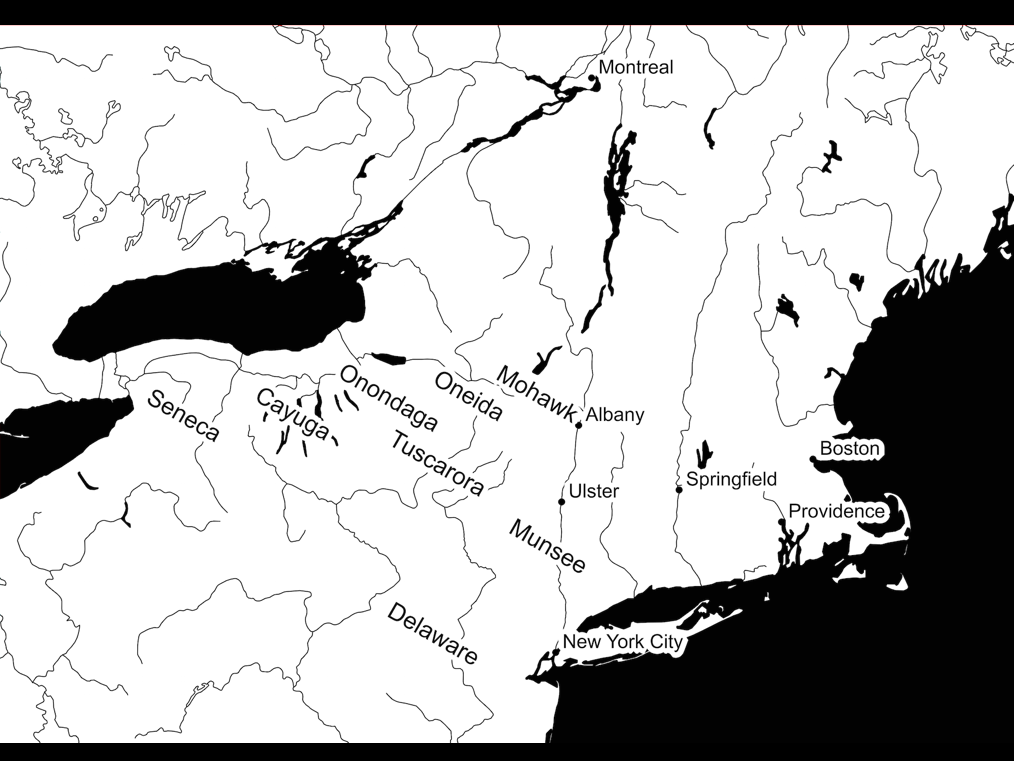 Montreal
Onondaga
Oneida
Mohawk
Seneca
Cayuga
Albany
Tuscarora
Boston
Springfield
Ulster
Providence
Munsee
Delaware
New York City